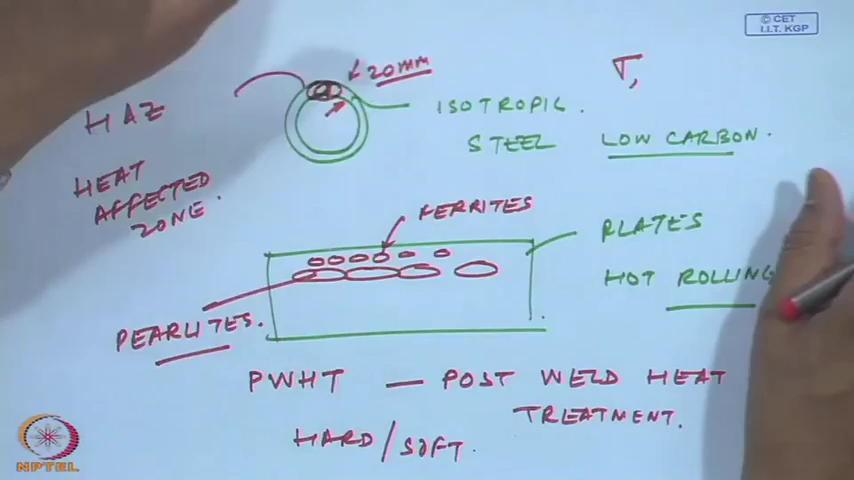 © CET
I.I.T. KGP
20MM
HAZ
ISOTROPIC.
STEEL LOW CARBON.
HEAT
AFFECTED
ZONE.
FERRITES
PLATES
HOT ROLLING
PEARLITES.
PWHT — POST WELD HEAT
TREATMENT.
HARD/SOFT.
NPTEL